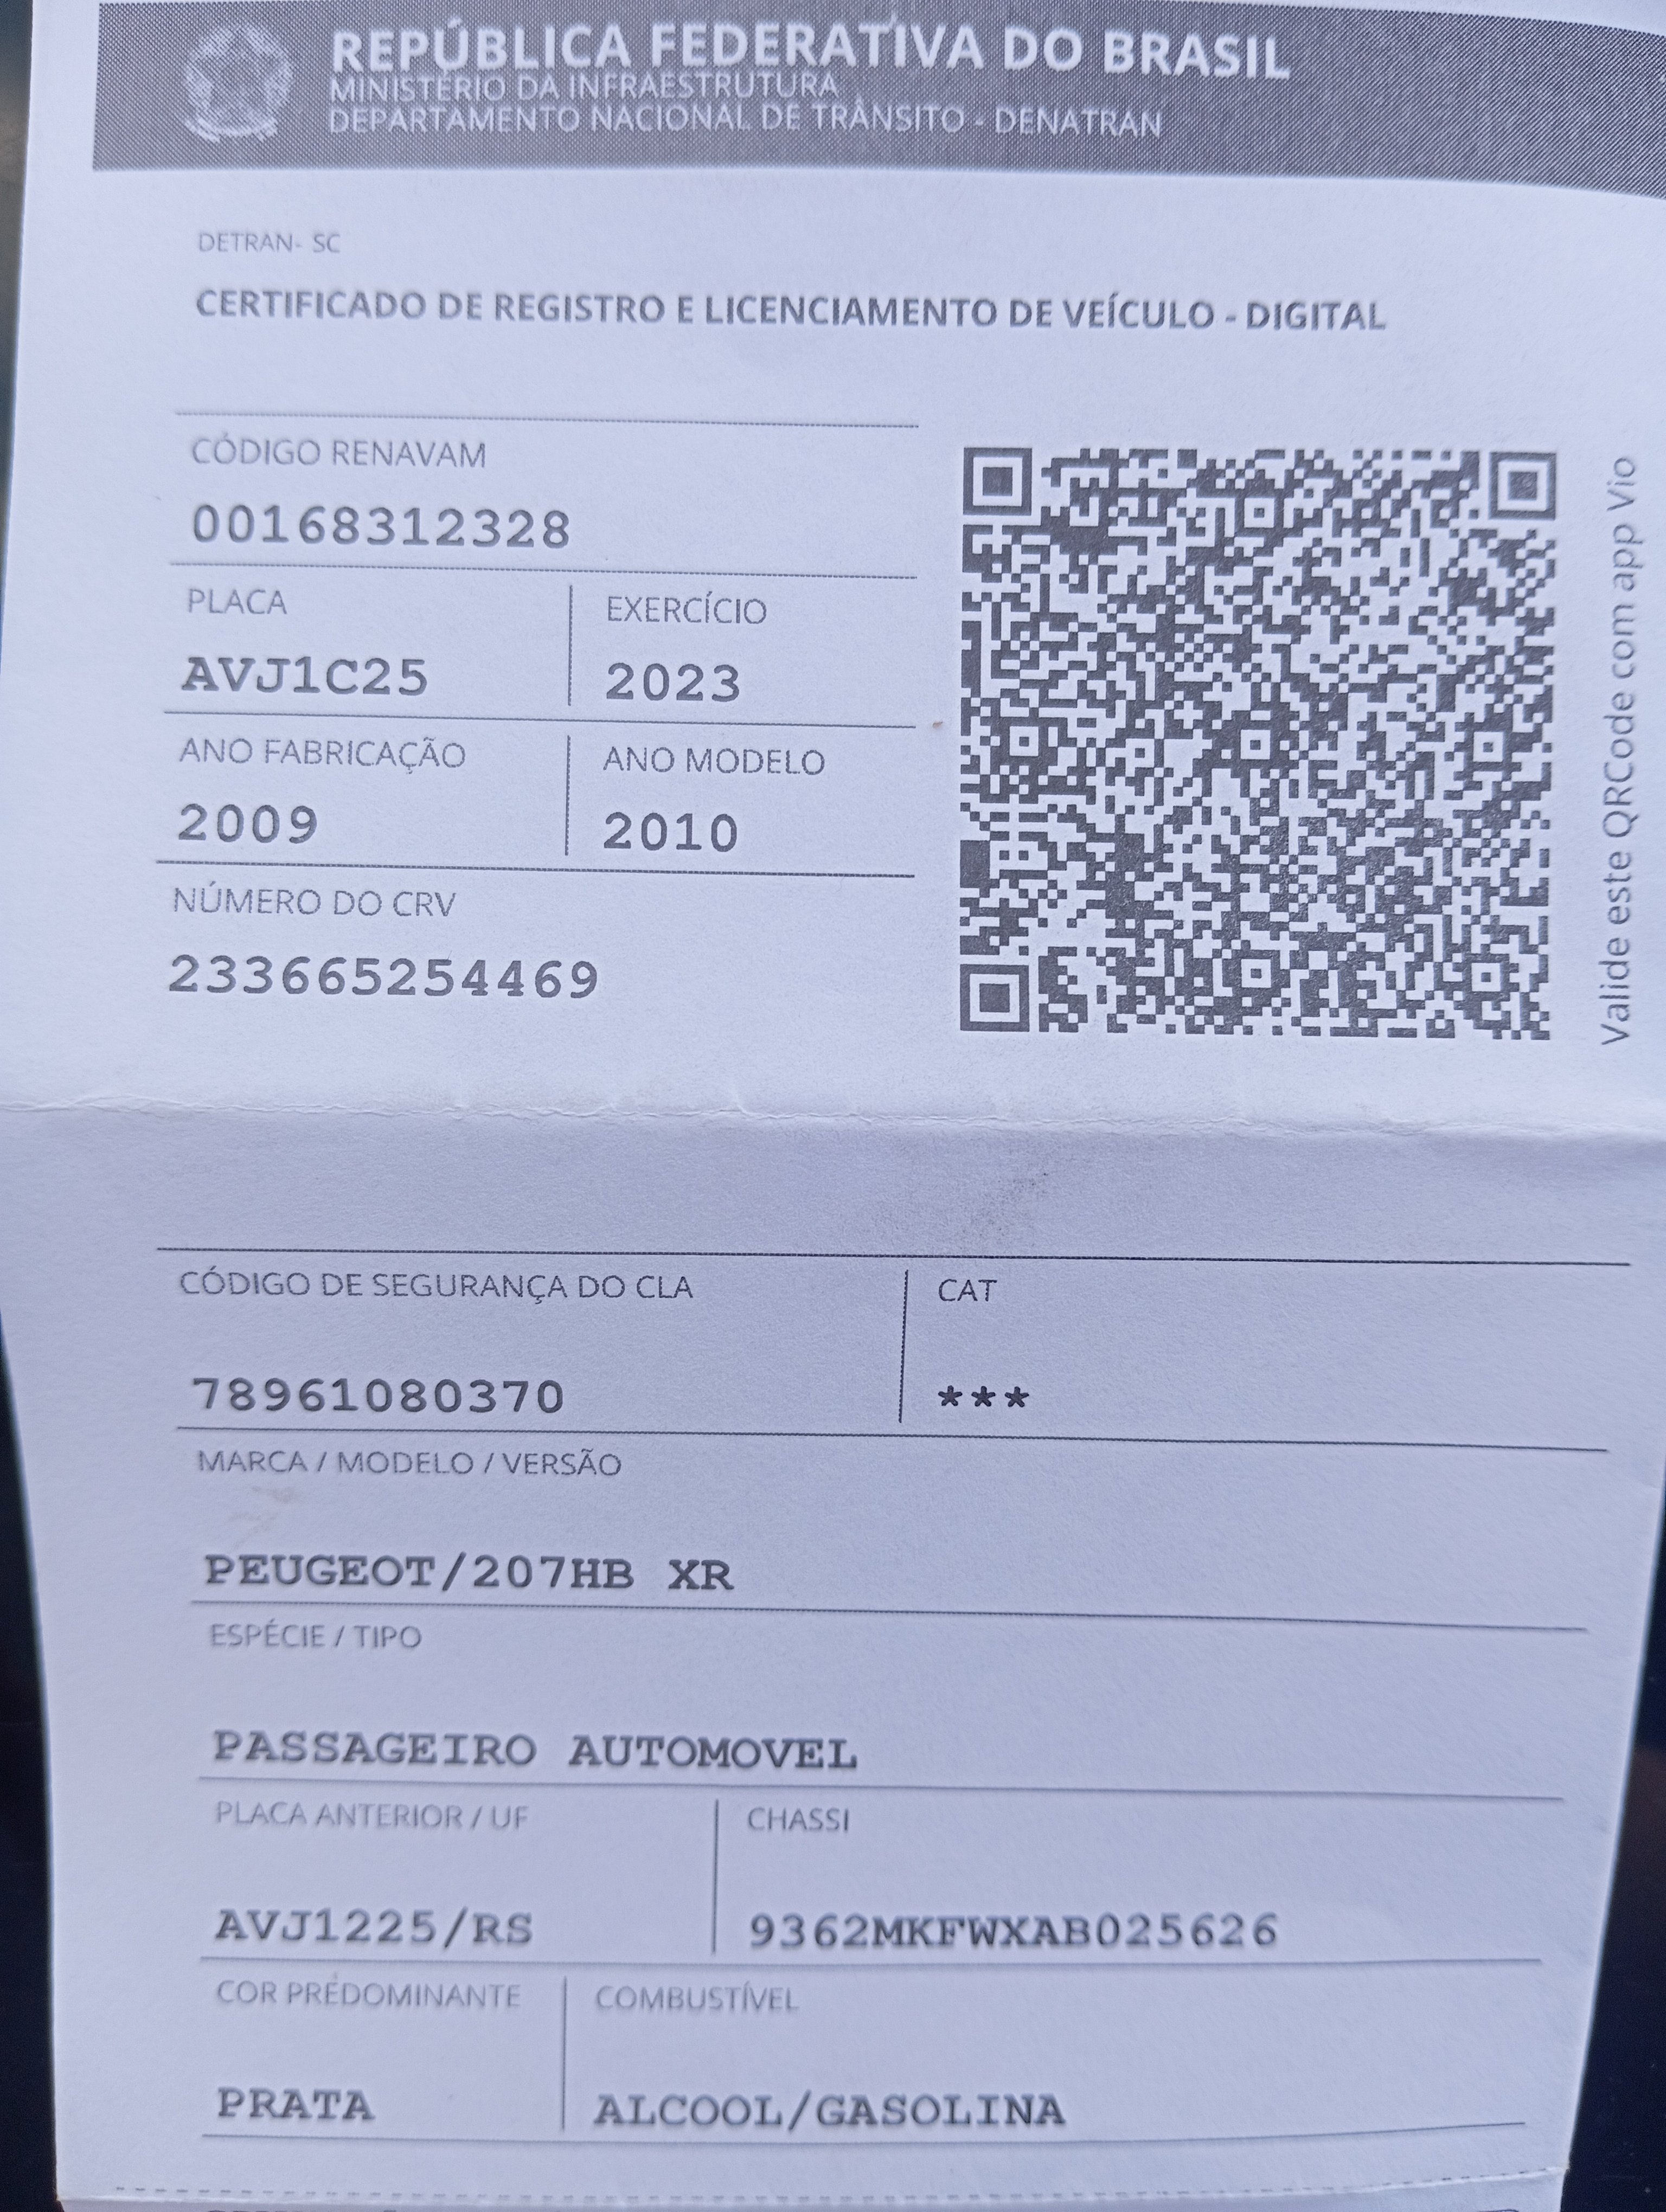 REPÚBLICA FEDERATIVA DO BRASIL
MINISTÉRIO DA INFRAESTRUTURA
DEPARTAMENTO NACIONAL DE TRÂNSITO - DENATRAN
DETRAN- SC
CERTIFICADO DE REGISTRO E LICENCIAMENTO DE VEÍCULO - DIGITAL
CÓDIGO RENAVAM
00168312328
PLACA EXERCÍCIO
AVJ1C25 2023
ANO FABRICAÇÃO ANO MODELO
2009 2010
NÚMERO DO CRV
233665254469
Valide este QRCode com app Vio
CÓDIGO DE SEGURANÇA DO CLA CAT
78961080370 ***
MARCA / MODELO / VERSÃO
PEUGEOT/207HB XR
ESPÉCIE / TIPO
PASSAGEIRO AUTOMOVEL
PLACA ANTERIOR / UF CHASSI
AVJ1225/RS 9362MKFWXAB025626
COR PREDOMINANTE COMBUSTÍVEL
PRATA ALCOOL/GASOLINA